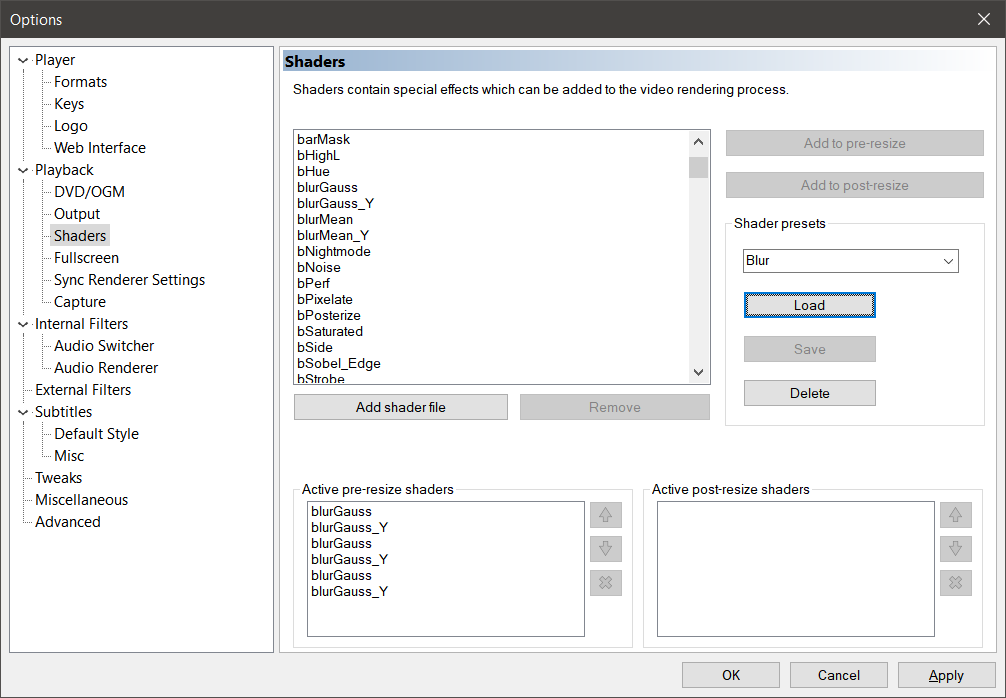 Options
Player
Formats
Keys
Logo
Web Interface
Playback
DVD/OGM
Output
Shaders
Fullscreen
Sync Renderer Settings
Capture
Internal Filters
Audio Switcher
Audio Renderer
External Filters
Subtitles
Default Style
Misc
Tweaks
Miscellaneous
Advanced
Shaders
Shaders contain special effects which can be added to the video rendering process.
barMask
bHighL
bHue
blurGauss
blurGauss_Y
blurMean
blurMean_Y
bNightmode
bNoise
bPerf
bPixelate
bPosterize
bSaturated
bSide
bSobel_Edge
bStrobe
Add shader file
Remove
Add to pre-resize
Add to post-resize
Shader presets
Blur
Load
Save
Delete
Active pre-resize shaders
blurGauss
blurGauss_Y
blurGauss
blurGauss_Y
blurGauss
blurGauss_Y
Active post-resize shaders
OK
Cancel
Apply